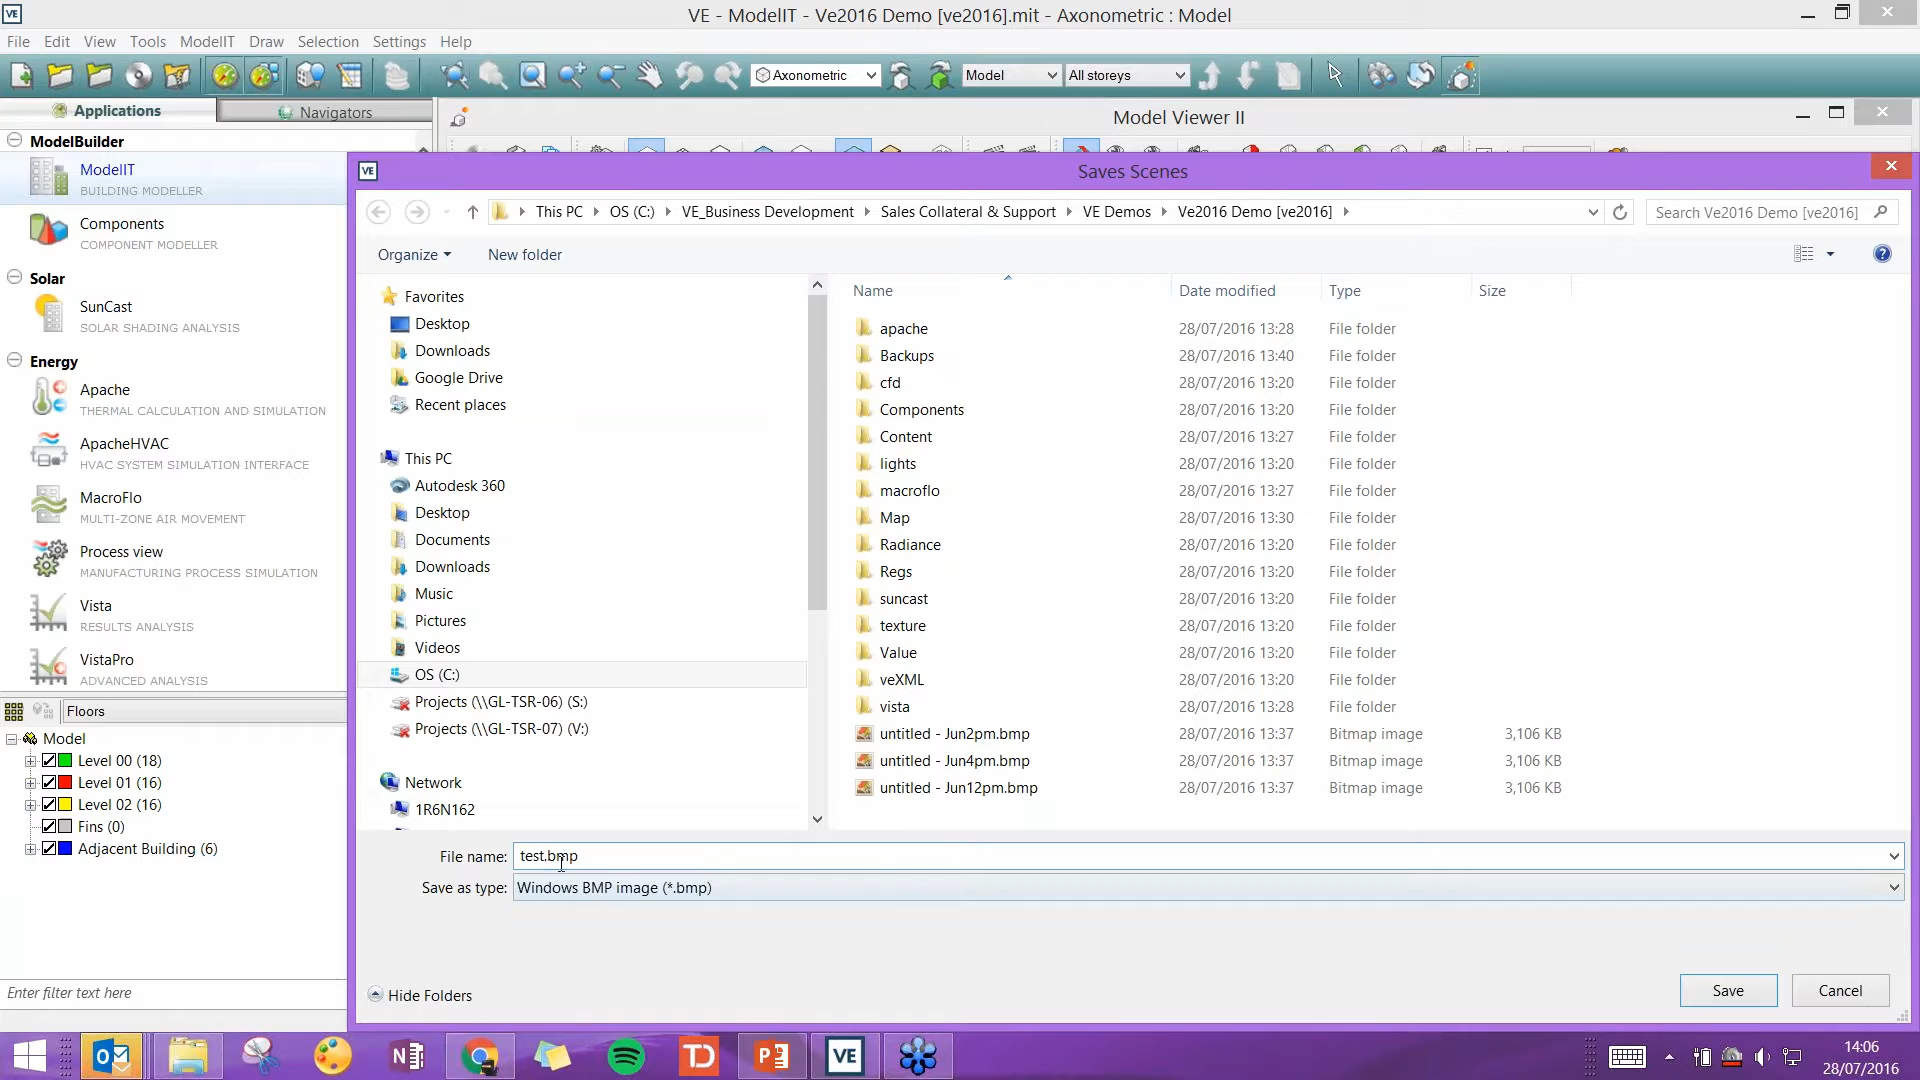 VE
VE - ModelIT - Ve2016 Demo [ve2016].mit - Axonometric : Model
File Edit View Tools ModelIT Draw Selection Settings Help
Axonometric Model All storeys
Applications Navigators
Model Viewer II
ModelBuilder
ModelIT
BUILDING MODELLER
Components
COMPONENT MODELLER
Solar
SunCast
SOLAR SHADING ANALYSIS
Energy
Apache
THERMAL CALCULATION AND SIMULATION
ApacheHVAC
HVAC SYSTEM SIMULATION INTERFACE
MacroFlo
MULTI-ZONE AIR MOVEMENT
Process view
MANUFACTURING PROCESS SIMULATION
Vista
RESULTS ANALYSIS
VistaPro
ADVANCED ANALYSIS
Floors
Model
Level 00 (18)
Level 01 (16)
Level 02 (16)
Fins (0)
Adjacent Building (6)
Enter filter text here
VE
Saves Scenes
This PC OS (C:) VE_Business Development Sales Collateral & Support VE Demos Ve2016 Demo [ve2016]
Search Ve2016 Demo [ve2016]
Organize New folder
Favorites
Desktop
Downloads
Google Drive
Recent places
This PC
Autodesk 360
Desktop
Documents
Downloads
Music
Pictures
Videos
OS (C:)
Projects (\\GL-TSR-06) (S:)
Projects (\\GL-TSR-07) (V:)
Network
1R6N162
Name Date modified Type Size
apache 28/07/2016 13:28 File folder
Backups 28/07/2016 13:40 File folder
cfd 28/07/2016 13:20 File folder
Components 28/07/2016 13:20 File folder
Content 28/07/2016 13:27 File folder
lights 28/07/2016 13:20 File folder
macroflo 28/07/2016 13:27 File folder
Map 28/07/2016 13:30 File folder
Radiance 28/07/2016 13:20 File folder
Regs 28/07/2016 13:20 File folder
suncast 28/07/2016 13:20 File folder
texture 28/07/2016 13:20 File folder
Value 28/07/2016 13:20 File folder
veXML 28/07/2016 13:20 File folder
vista 28/07/2016 13:28 File folder
untitled - Jun2pm.bmp 28/07/2016 13:37 Bitmap image 3,106 KB
untitled - Jun4pm.bmp 28/07/2016 13:37 Bitmap image 3,106 KB
untitled - Jun12pm.bmp 28/07/2016 13:37 Bitmap image 3,106 KB
File name: test.bmp
Save as type: Windows BMP image (*.bmp)
Hide Folders
Save Cancel
VE
14:06
28/07/2016